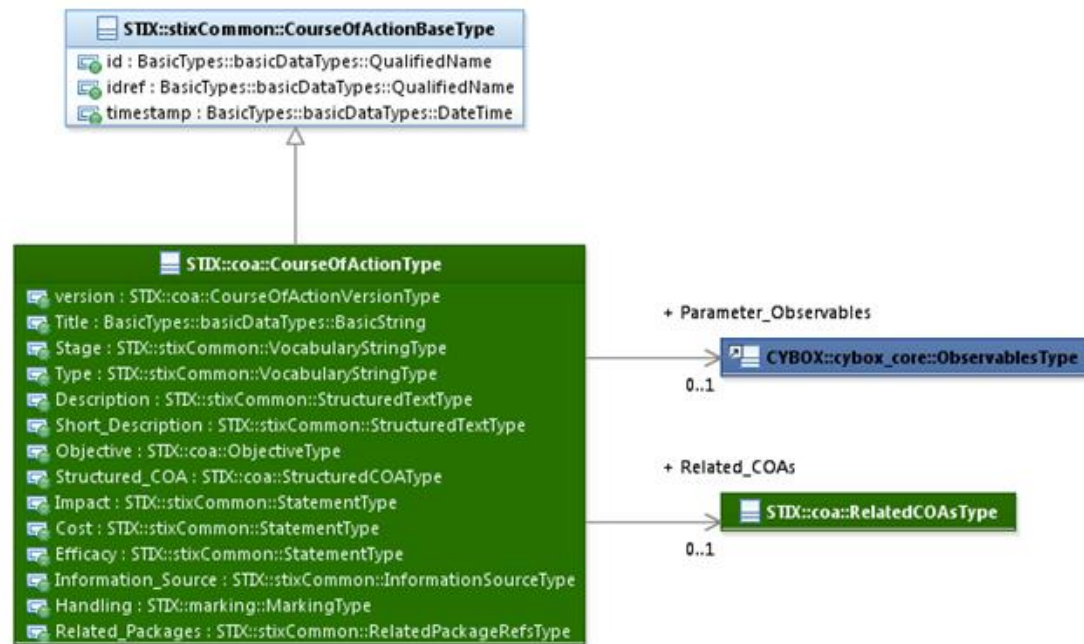 STIX::stixCommon::CourseOfActionBaseType
id : BasicTypes::basicDataTypes::QualifiedName
idref : BasicTypes::basicDataTypes::QualifiedName
timestamp : BasicTypes::basicDataTypes::DateTime
STIX::coa::CourseOfActionType
version : STIX::coa::CourseOfActionVersionType
Title : BasicTypes::basicDataTypes::BasicString
Stage : STIX::stixCommon::VocabularyStringType
Type : STIX::stixCommon::VocabularyStringType
Description : STIX::stixCommon::StructuredTextType
Short_Description : STIX::stixCommon::StructuredTextType
Objective : STIX::coa::ObjectiveType
Structured_COA : STIX::coa::StructuredCOAType
Impact : STIX::stixCommon::StatementType
Cost : STIX::stixCommon::StatementType
Efficacy : STIX::stixCommon::StatementType
Information_Source : STIX::stixCommon::InformationSourceType
Handling : STIX::marking::MarkingType
Related_Packages : STIX::stixCommon::RelatedPackageRefsType
+ Parameter_Observables
CYBOX::cybox_core::ObservablesType
0..1
+ Related_COAs
STIX::coa::RelatedCOAsType
0..1